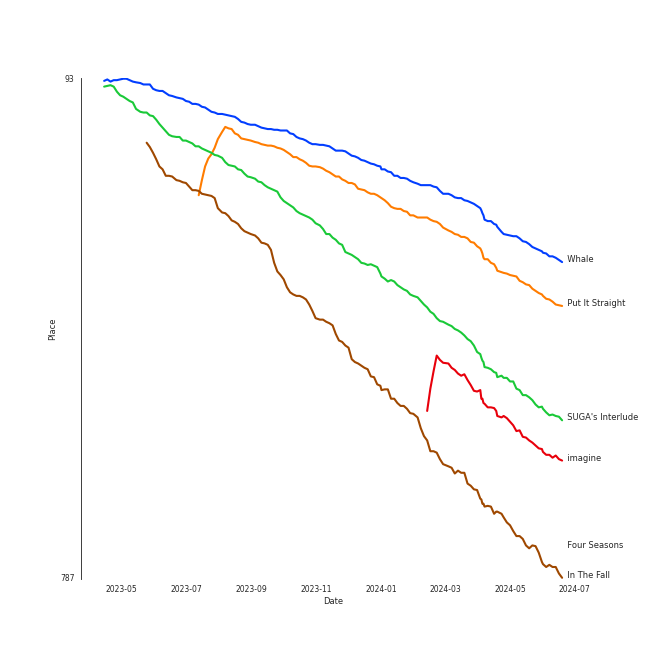 93
Whale
Put It Straight
Place
SUGA's Interlude
imagine
Four Seasons
In The Fall
787
2023-05 2023-07 2023-09 2023-11 2024-01 2024-03 2024-05 2024-07
Date